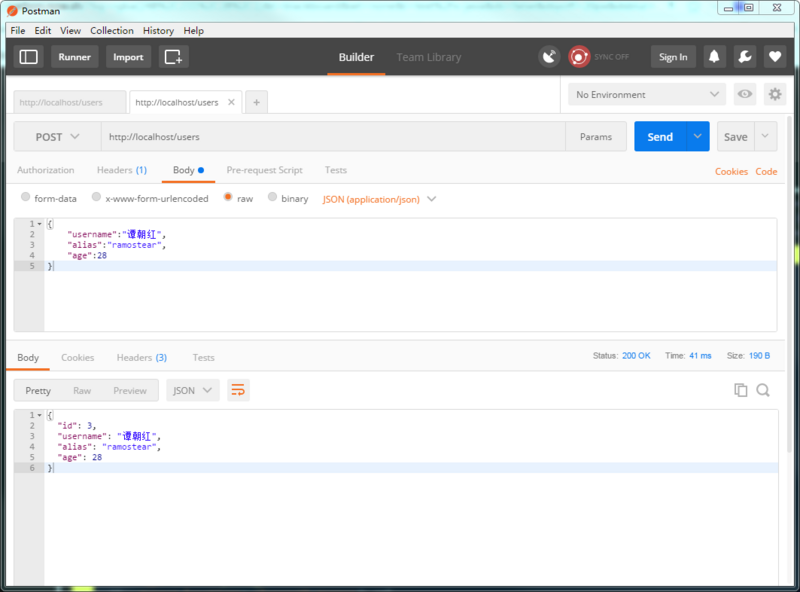 Postman
File Edit View Collection History Help
Runner Import Builder Team Library SYNC OFF Sign In
http://localhost/users http://localhost/users × + No Environment
POST http://localhost/users Params Send Save
Authorization Headers (1) Body Pre-request Script Tests Cookies Code
form-data x-www-form-urlencoded raw binary JSON (application/json)
1 {
2 "username":"谭朝红",
3 "alias":"ramostear",
4 "age":28
5 }
Body Cookies Headers (3) Tests Status: 200 OK Time: 41 ms Size: 190 B
Pretty Raw Preview JSON
1 {
2 "id": 3,
3 "username": "谭朝红",
4 "alias": "ramostear",
5 "age": 28
6 }